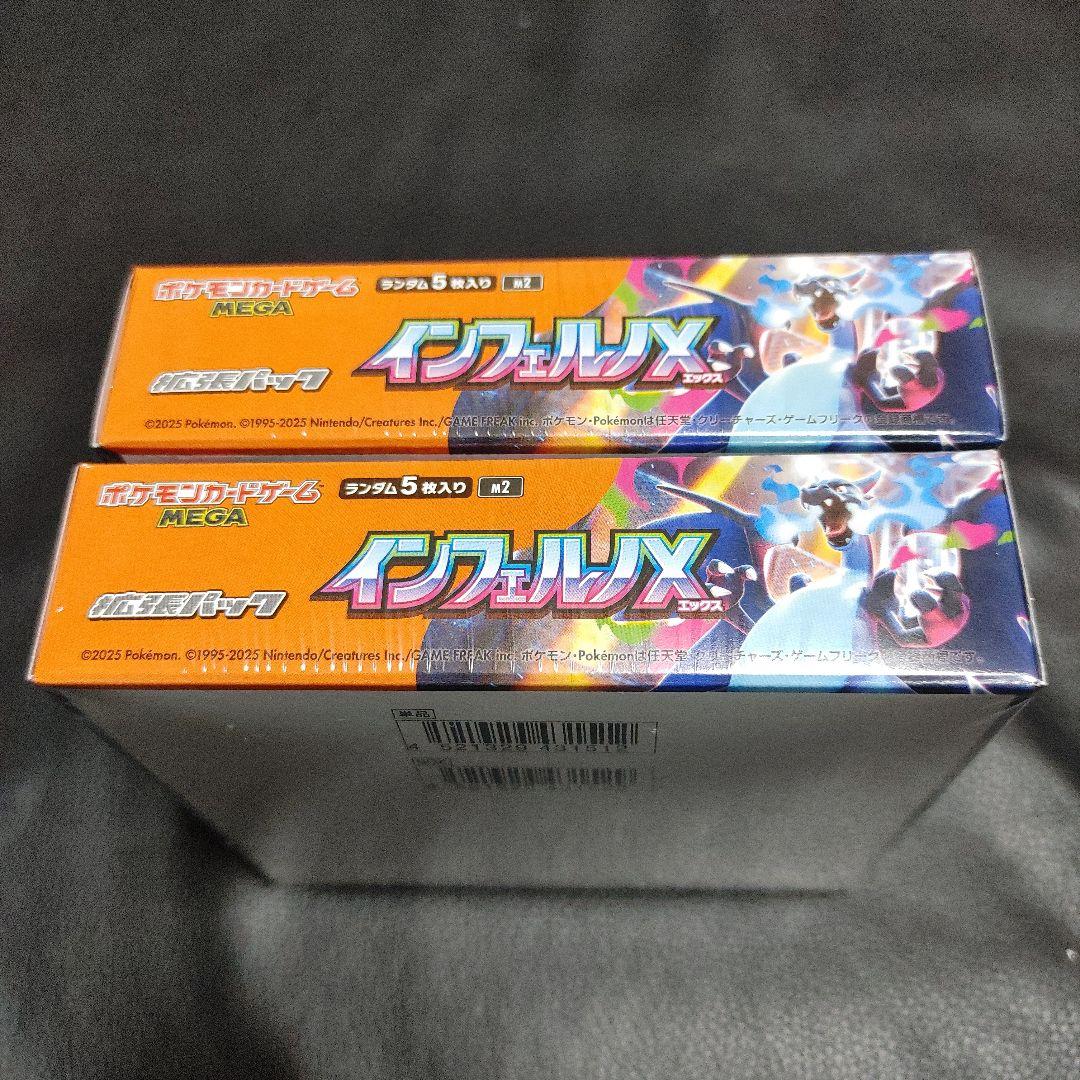 ポケモンカードゲーム
MEGA
ランダム5枚入り M2
インフェルノX
エックス
拡張パック
©2025 Pokémon. ©1995-2025 Nintendo/Creatures Inc./GAME FREAK inc. ポケモン・Pokémonは任天堂・クリーチャーズ・ゲームフリークの登録商標です。
ポケモンカードゲーム
MEGA
ランダム5枚入り M2
インフェルノX
エックス
拡張パック
©2025 Pokémon. ©1995-2025 Nintendo/Creatures Inc./GAME FREAK inc. ポケモン・Pokémonは任天堂・クリーチャーズ・ゲームフリークの登録商標です。
単品
4 521329 431512